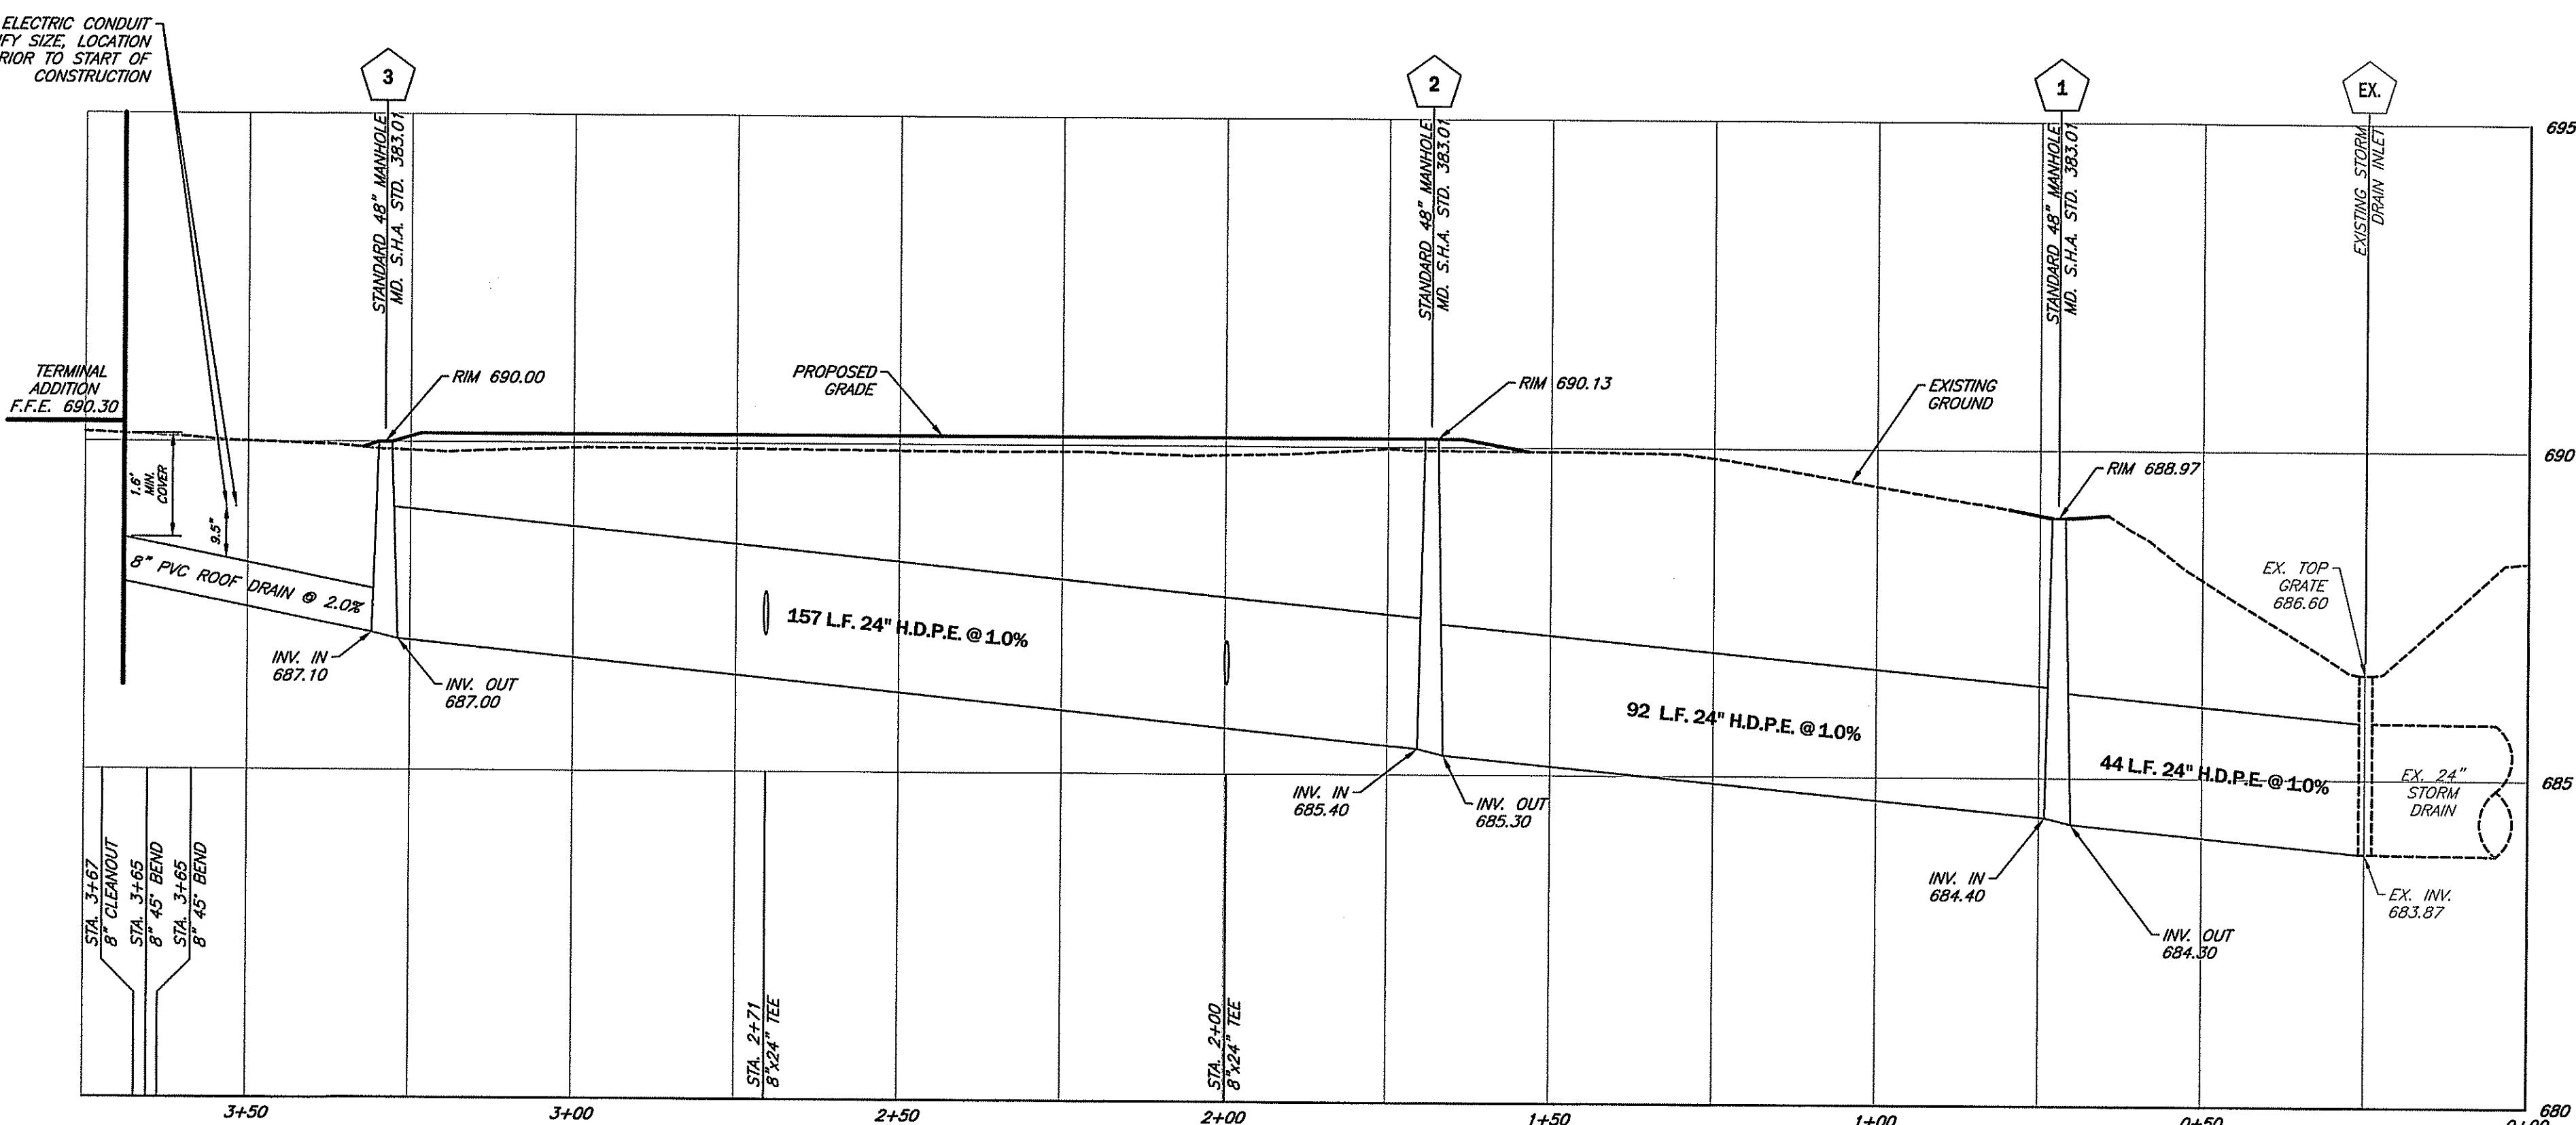 ELECTRIC CONDUIT
SIZE, LOCATION
TO START OF
CONSTRUCTION
3
2
1
EX.
STANDARD 48" MANHOLE
MD. S.H.A. STD. 383.01
STANDARD 48" MANHOLE
MD. S.H.A. STD. 383.01
STANDARD 48" MANHOLE
MD. S.H.A. STD. 383.01
EXISTING STORM
DRAIN INLET
695
TERMINAL
ADDITION
F.F.E. 690.30
RIM 690.00
PROPOSED
GRADE
RIM 690.13
EXISTING
GROUND
RIM 688.97
690
1.6'
MIN.
COVER
9.5"
8" PVC ROOF DRAIN @ 2.0%
157 L.F. 24" H.D.P.E. @ 1.0%
EX. TOP
GRATE
686.60
INV. IN
687.10
INV. OUT
687.00
92 L.F. 24" H.D.P.E. @ 1.0%
44 L.F. 24" H.D.P.E. @ 1.0%
EX. 24"
STORM
DRAIN
685
INV. IN
685.40
INV. OUT
685.30
INV. IN
684.40
INV. OUT
684.30
EX. INV.
683.87
STA. 3+67
8" CLEANOUT
STA. 3+65
8" 45° BEND
STA. 3+65
8" 45° BEND
STA. 2+71
8"x24" TEE
STA. 2+00
8"x24" TEE
680
3+50
3+00
2+50
2+00
1+50
1+00
0+50
0+00